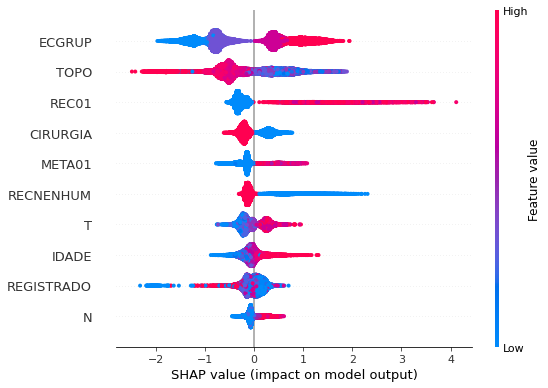 High
ECGRUP
TOPO
REC01
CIRURGIA
META01
RECNENHUM
T
IDADE
REGISTRADO
N
Feature value
Low
−2 −1 0 1 2 3 4
SHAP value (impact on model output)